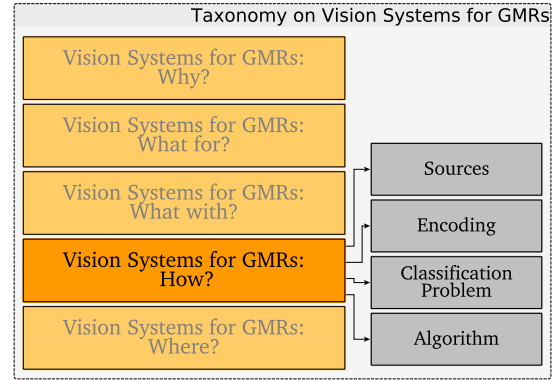 Taxonomy on Vision Systems for GMRs
Vision Systems for GMRs:
Why?
Vision Systems for GMRs:
What for?
Vision Systems for GMRs:
What with?
Vision Systems for GMRs:
How?
Vision Systems for GMRs:
Where?
Sources
Encoding
Classification
Problem
Algorithm